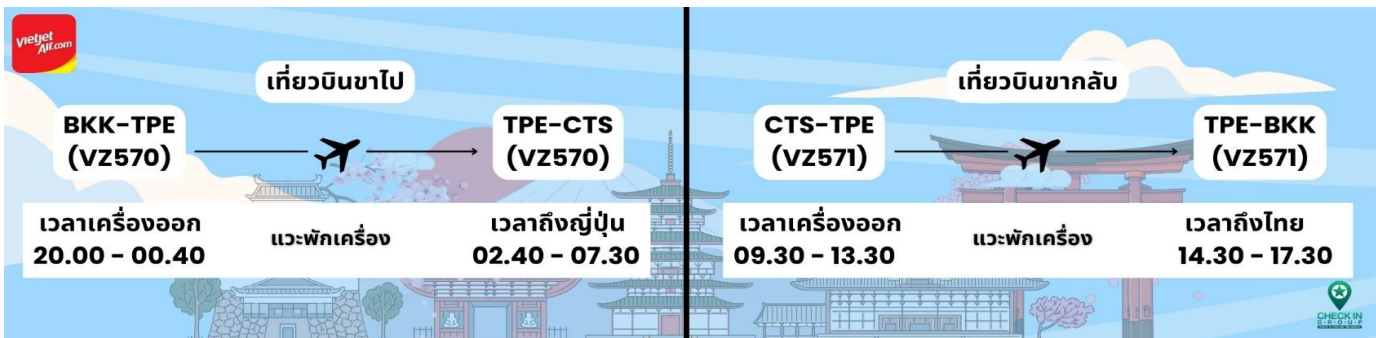 vietjet
Air.com
เที่ยวบินขาไป
BKK-TPE
(VZ570)
TPE-CTS
(VZ570)
เวลาเครื่องออก
20.00 - 00.40
แวะพักเครื่อง
เวลาถึงญี่ปุ่น
02.40 - 07.30
เที่ยวบินขากลับ
CTS-TPE
(VZ571)
TPE-BKK
(VZ571)
เวลาเครื่องออก
09.30 - 13.30
แวะพักเครื่อง
เวลาถึงไทย
14.30 - 17.30
CHECK IN
G-R-O-U-P